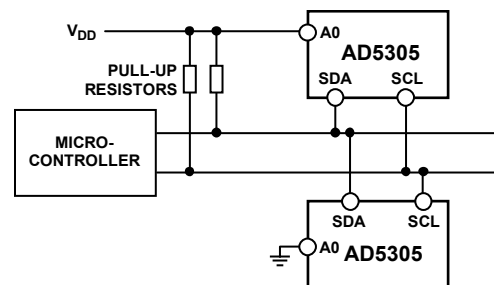 VDD
A0
AD5305
PULL-UP
RESISTORS
SDA
SCL
MICRO-
CONTROLLER
SDA
SCL
A0
AD5305